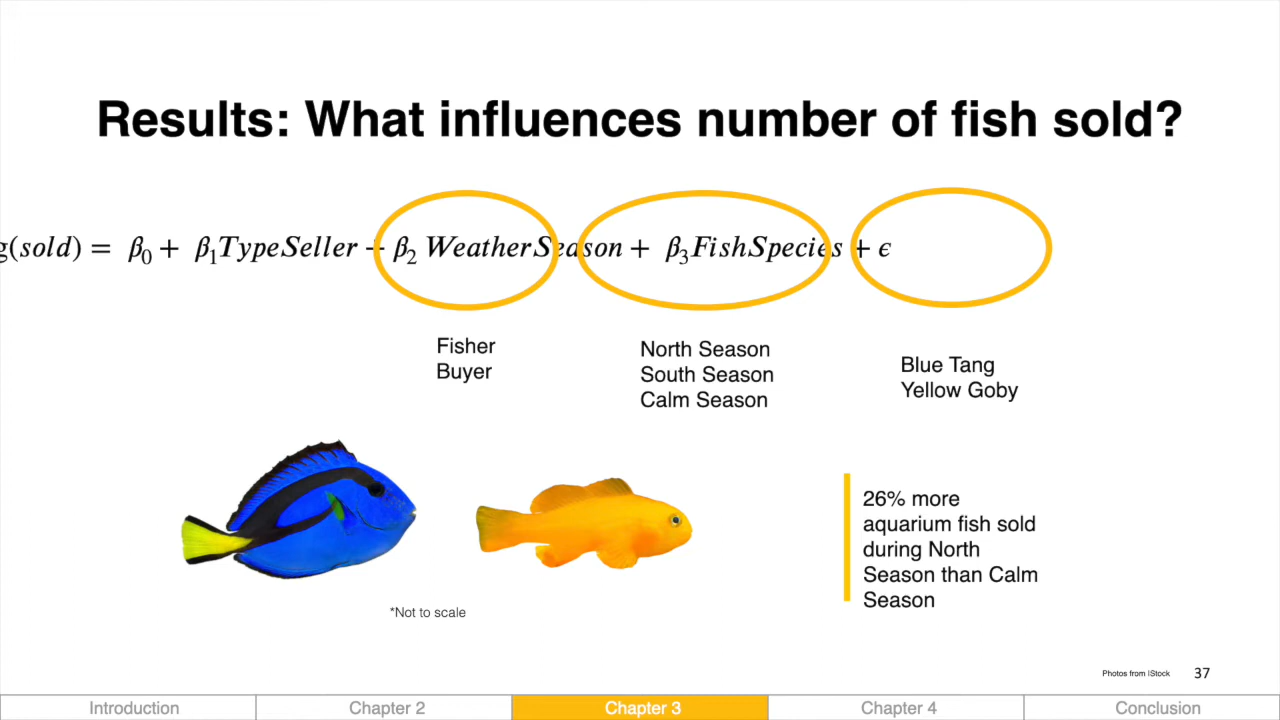 Results: What influences number of fish sold?
g(sold) = β0 + β1TypeSeller + β2 WeatherSeason + β3FishSpecies + ϵ
Fisher
Buyer
North Season
South Season
Calm Season
Blue Tang
Yellow Goby
26% more
aquarium fish sold
during North
Season than Calm
Season
*Not to scale
Photos from IStock
37
Introduction
Chapter 2
Chapter 3
Chapter 4
Conclusion